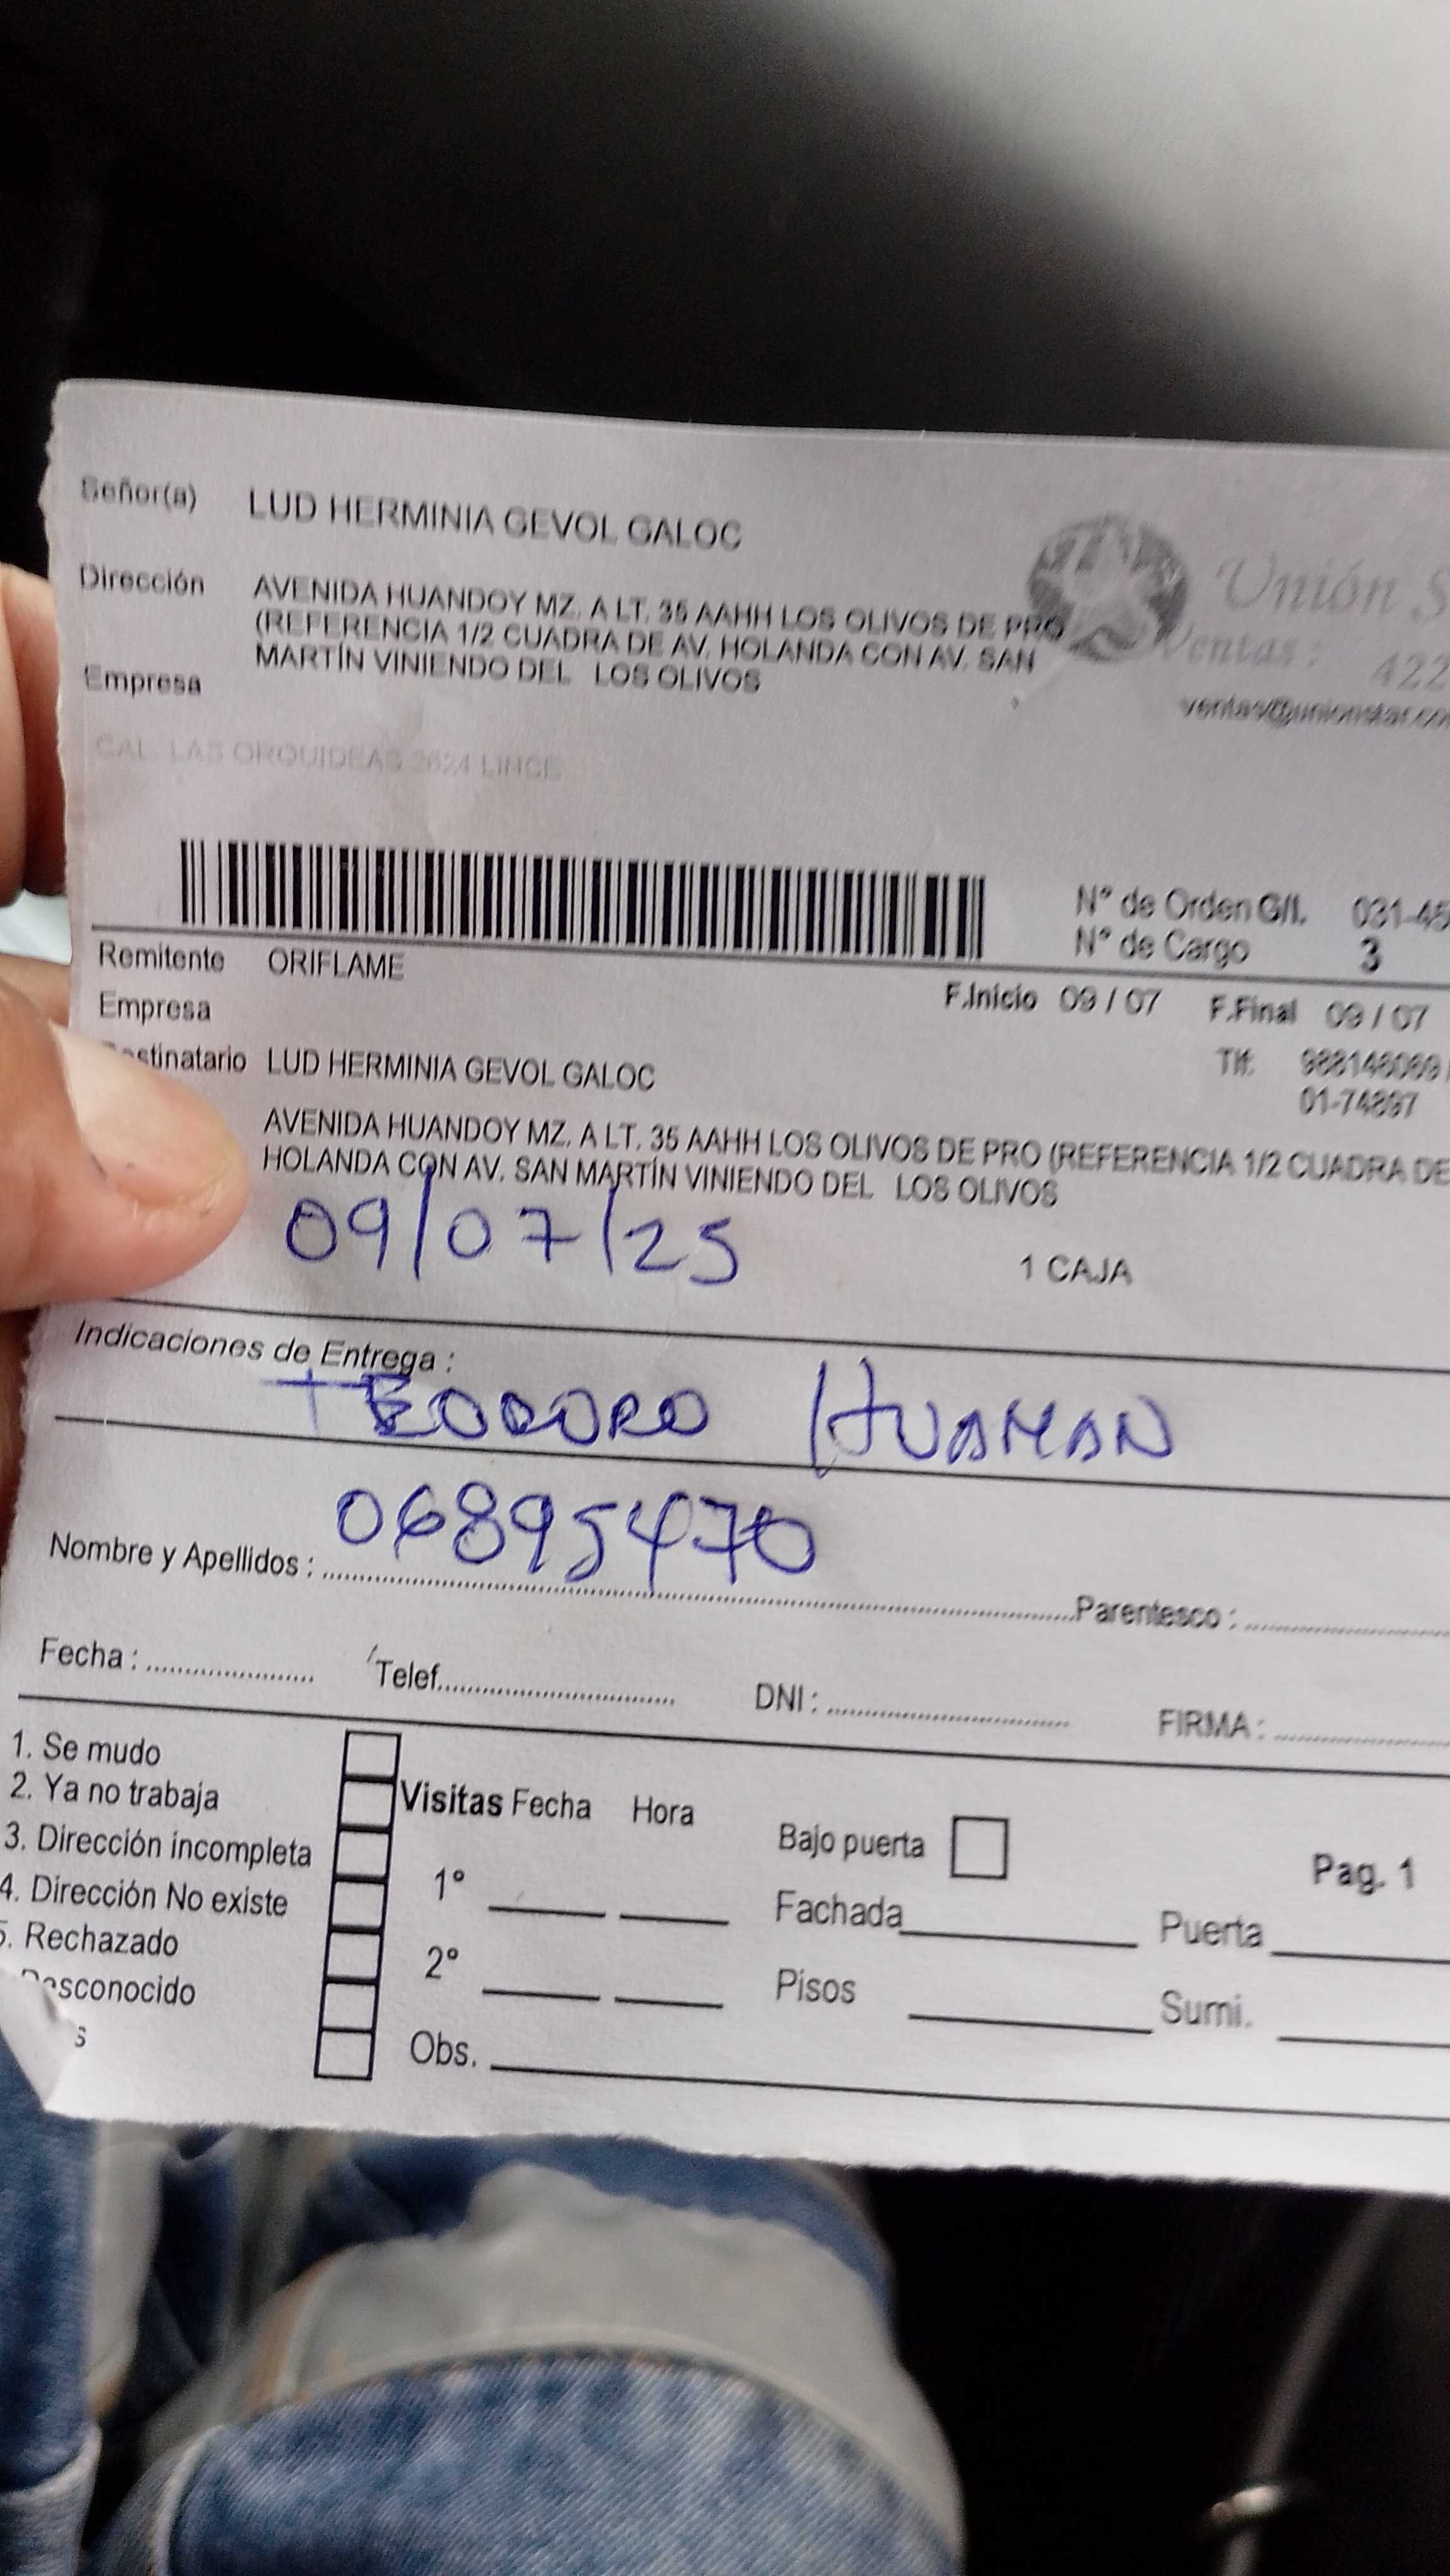 Señor(a) LUD HERMINIA GEVOL GALOC
Dirección AVENIDA HUANDOY MZ. A LT. 35 AAHH LOS OLIVOS DE PRO
(REFERENCIA 1/2 CUADRA DE AV. HOLANDA CON AV. SAN
MARTÍN VINIENDO DEL LOS OLIVOS
Empresa
Unión S
Ventas: 422
ventas@unionstar.co
CAL. LAS ORQUIDEAS 2624 LINCE
Nº de Orden G/I. 031-45
Nº de Cargo 3
Remitente ORIFLAME
F.Inicio 09 / 07 F.Final 09 / 07
Empresa
stinatario LUD HERMINIA GEVOL GALOC
Tlf: 988146069
01-74897
AVENIDA HUANDOY MZ. A LT. 35 AAHH LOS OLIVOS DE PRO (REFERENCIA 1/2 CUADRA DE
HOLANDA CON AV. SAN MARTÍN VINIENDO DEL LOS OLIVOS
09/07/25
1 CAJA
Indicaciones de Entrega :
TEODORO HUAMAN
06895470
Nombre y Apellidos : Parentesco :
Fecha : Telef. DNI : FIRMA :
1. Se mudo
2. Ya no trabaja
3. Dirección incompleta
4. Dirección No existe
5. Rechazado
Desconocido
s
Visitas Fecha Hora
1°
2°
Obs.
Bajo puerta
Fachada
Pisos
Pag. 1
Puerta
Sumi.